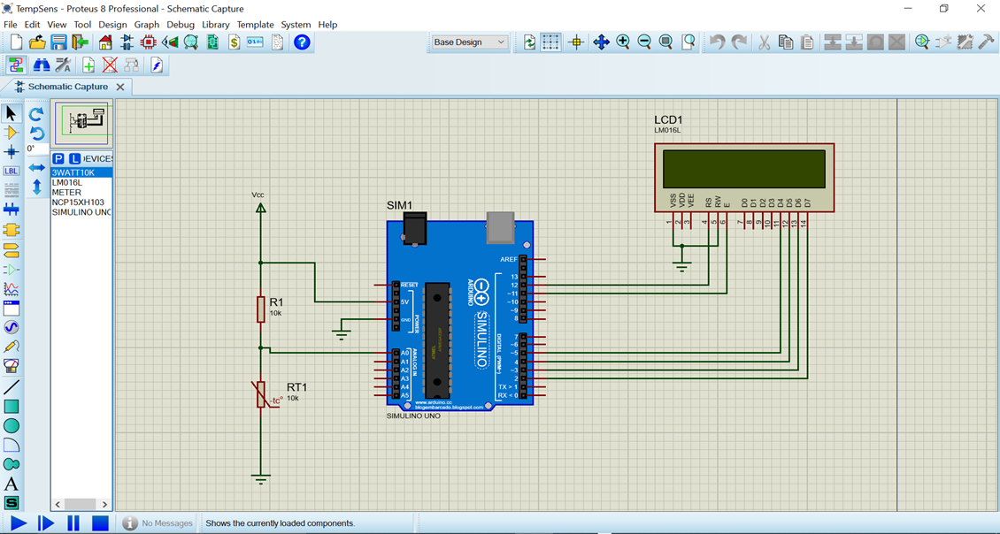 TempSens - Proteus 8 Professional - Schematic Capture
File Edit View Tool Design Graph Debug Library Template System Help
Base Design
Schematic Capture
0°
LBL
P L EVICES
3WATT10K
LM016L
METER
NCP15XH103
SIMULINO UNO
A
S
Vcc
R1
10k
RT1
10k
-tc°
SIM1
SIMULINO UNO
RESET
5V
GND
POWER
A0
A1
A2
A3
A4
A5
ANALOG IN
ARDUINO
SIMULINO
AREF
13
12
~11
~10
~9
8
7
~6
~5
4
~3
2
TX > 1
RX < 0
DIGITAL (PWM~)
www.arduino.cc
blogembarcado.blogspot.com
LCD1
LM016L
VSS VDD VEE RS RW E D0 D1 D2 D3 D4 D5 D6 D7
1 2 3 4 5 6 7 8 9 10 11 12 13 14
No Messages
Shows the currently loaded components.